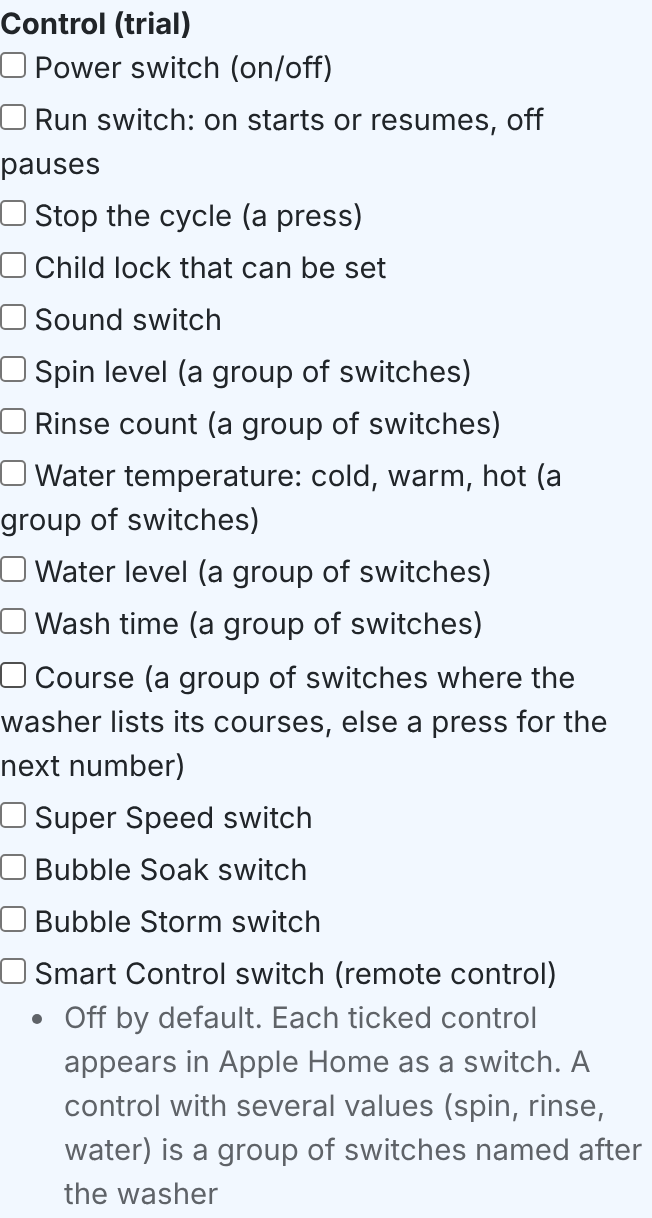 Control (trial)
Power switch (on/off)
Run switch: on starts or resumes, off
pauses
Stop the cycle (a press)
Child lock that can be set
Sound switch
Spin level (a group of switches)
Rinse count (a group of switches)
Water temperature: cold, warm, hot (a
group of switches)
Water level (a group of switches)
Wash time (a group of switches)
Course (a group of switches where the
washer lists its courses, else a press for the
next number)
Super Speed switch
Bubble Soak switch
Bubble Storm switch
Smart Control switch (remote control)
• Off by default. Each ticked control
appears in Apple Home as a switch. A
control with several values (spin, rinse,
water) is a group of switches named after
the washer